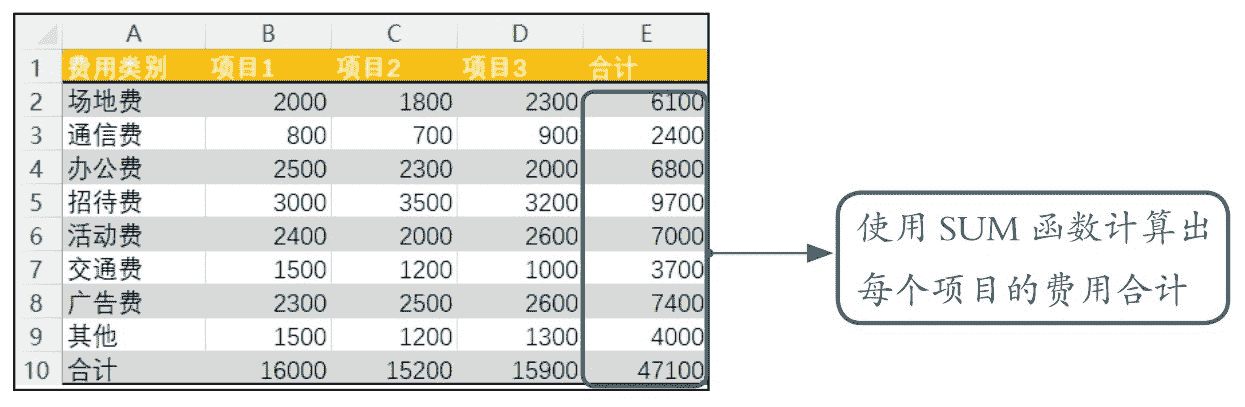 A B C D E
1 费用类别 项目1 项目2 项目3 合计
2 场地费 2000 1800 2300 6100
3 通信费 800 700 900 2400
4 办公费 2500 2300 2000 6800
5 招待费 3000 3500 3200 9700
6 活动费 2400 2000 2600 7000
7 交通费 1500 1200 1000 3700
8 广告费 2300 2500 2600 7400
9 其他 1500 1200 1300 4000
10 合计 16000 15200 15900 47100
使用 SUM 函数计算出
每个项目的费用合计